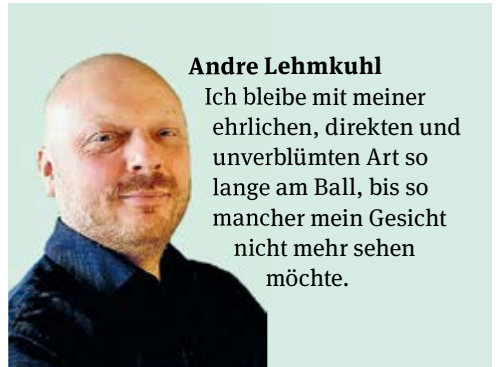 Andre Lehmkuhl
Ich bleibe mit meiner
ehrlichen, direkten und
unverblümten Art so
lange am Ball, bis so
mancher mein Gesicht
nicht mehr sehen
möchte.